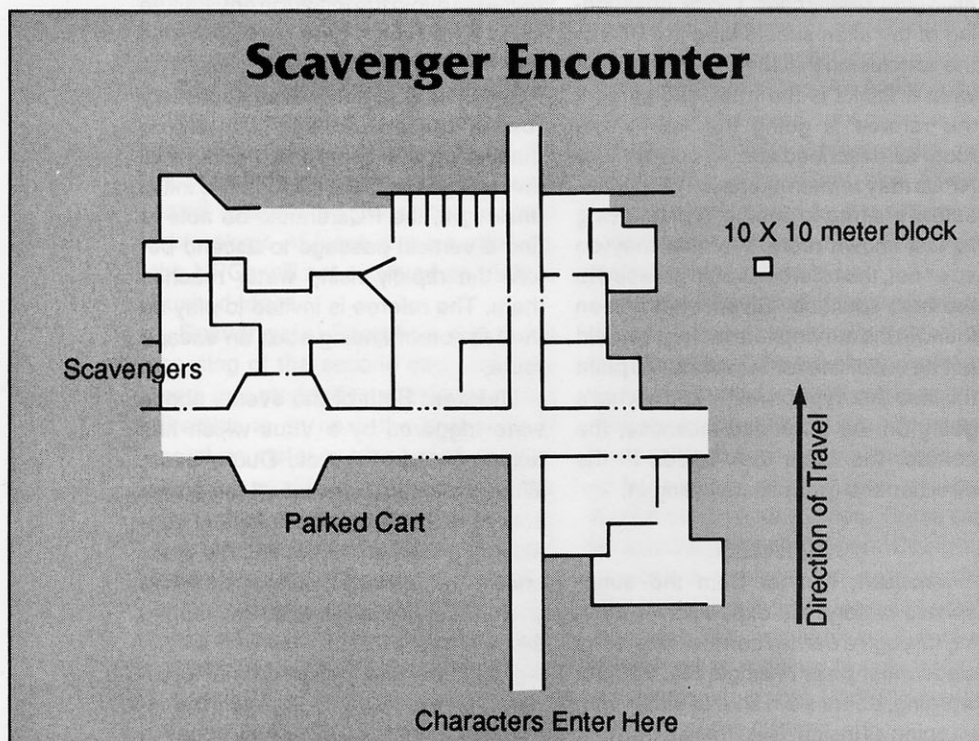 Scavenger Encounter
10 X 10 meter block
Scavengers
Parked Cart
Direction of Travel
Characters Enter Here